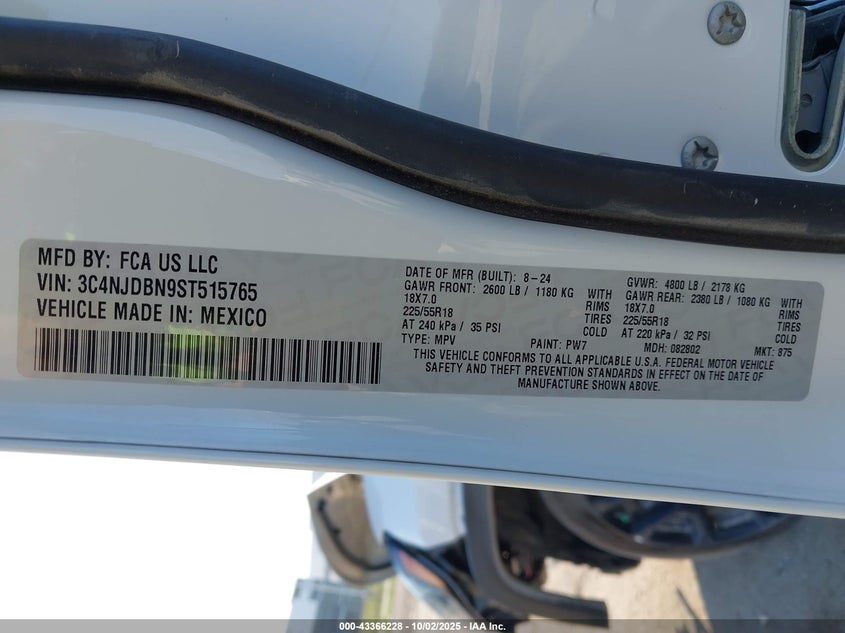 MFD BY: FCA US LLC
VIN: 3C4NJDBN9ST515765
VEHICLE MADE IN: MEXICO
DATE OF MFR (BUILT): 8-24
GAWR FRONT: 2600 LB / 1180 KG WITH
18X7.0 RIMS
225/55R18 TIRES
AT 240 kPa / 35 PSI COLD
TYPE: MPV PAINT: PW7
GVWR: 4800 LB / 2178 KG
GAWR REAR: 2380 LB / 1080 KG WITH
18X7.0 RIMS
225/55R18 TIRES
AT 220 kPa / 32 PSI COLD
MDH: 082802 MKT: 875
THIS VEHICLE CONFORMS TO ALL APPLICABLE U.S.A. FEDERAL MOTOR VEHICLE
SAFETY AND THEFT PREVENTION STANDARDS IN EFFECT ON THE DATE OF
MANUFACTURE SHOWN ABOVE.
000-43366228 - 10/02/2025 - IAA Inc.